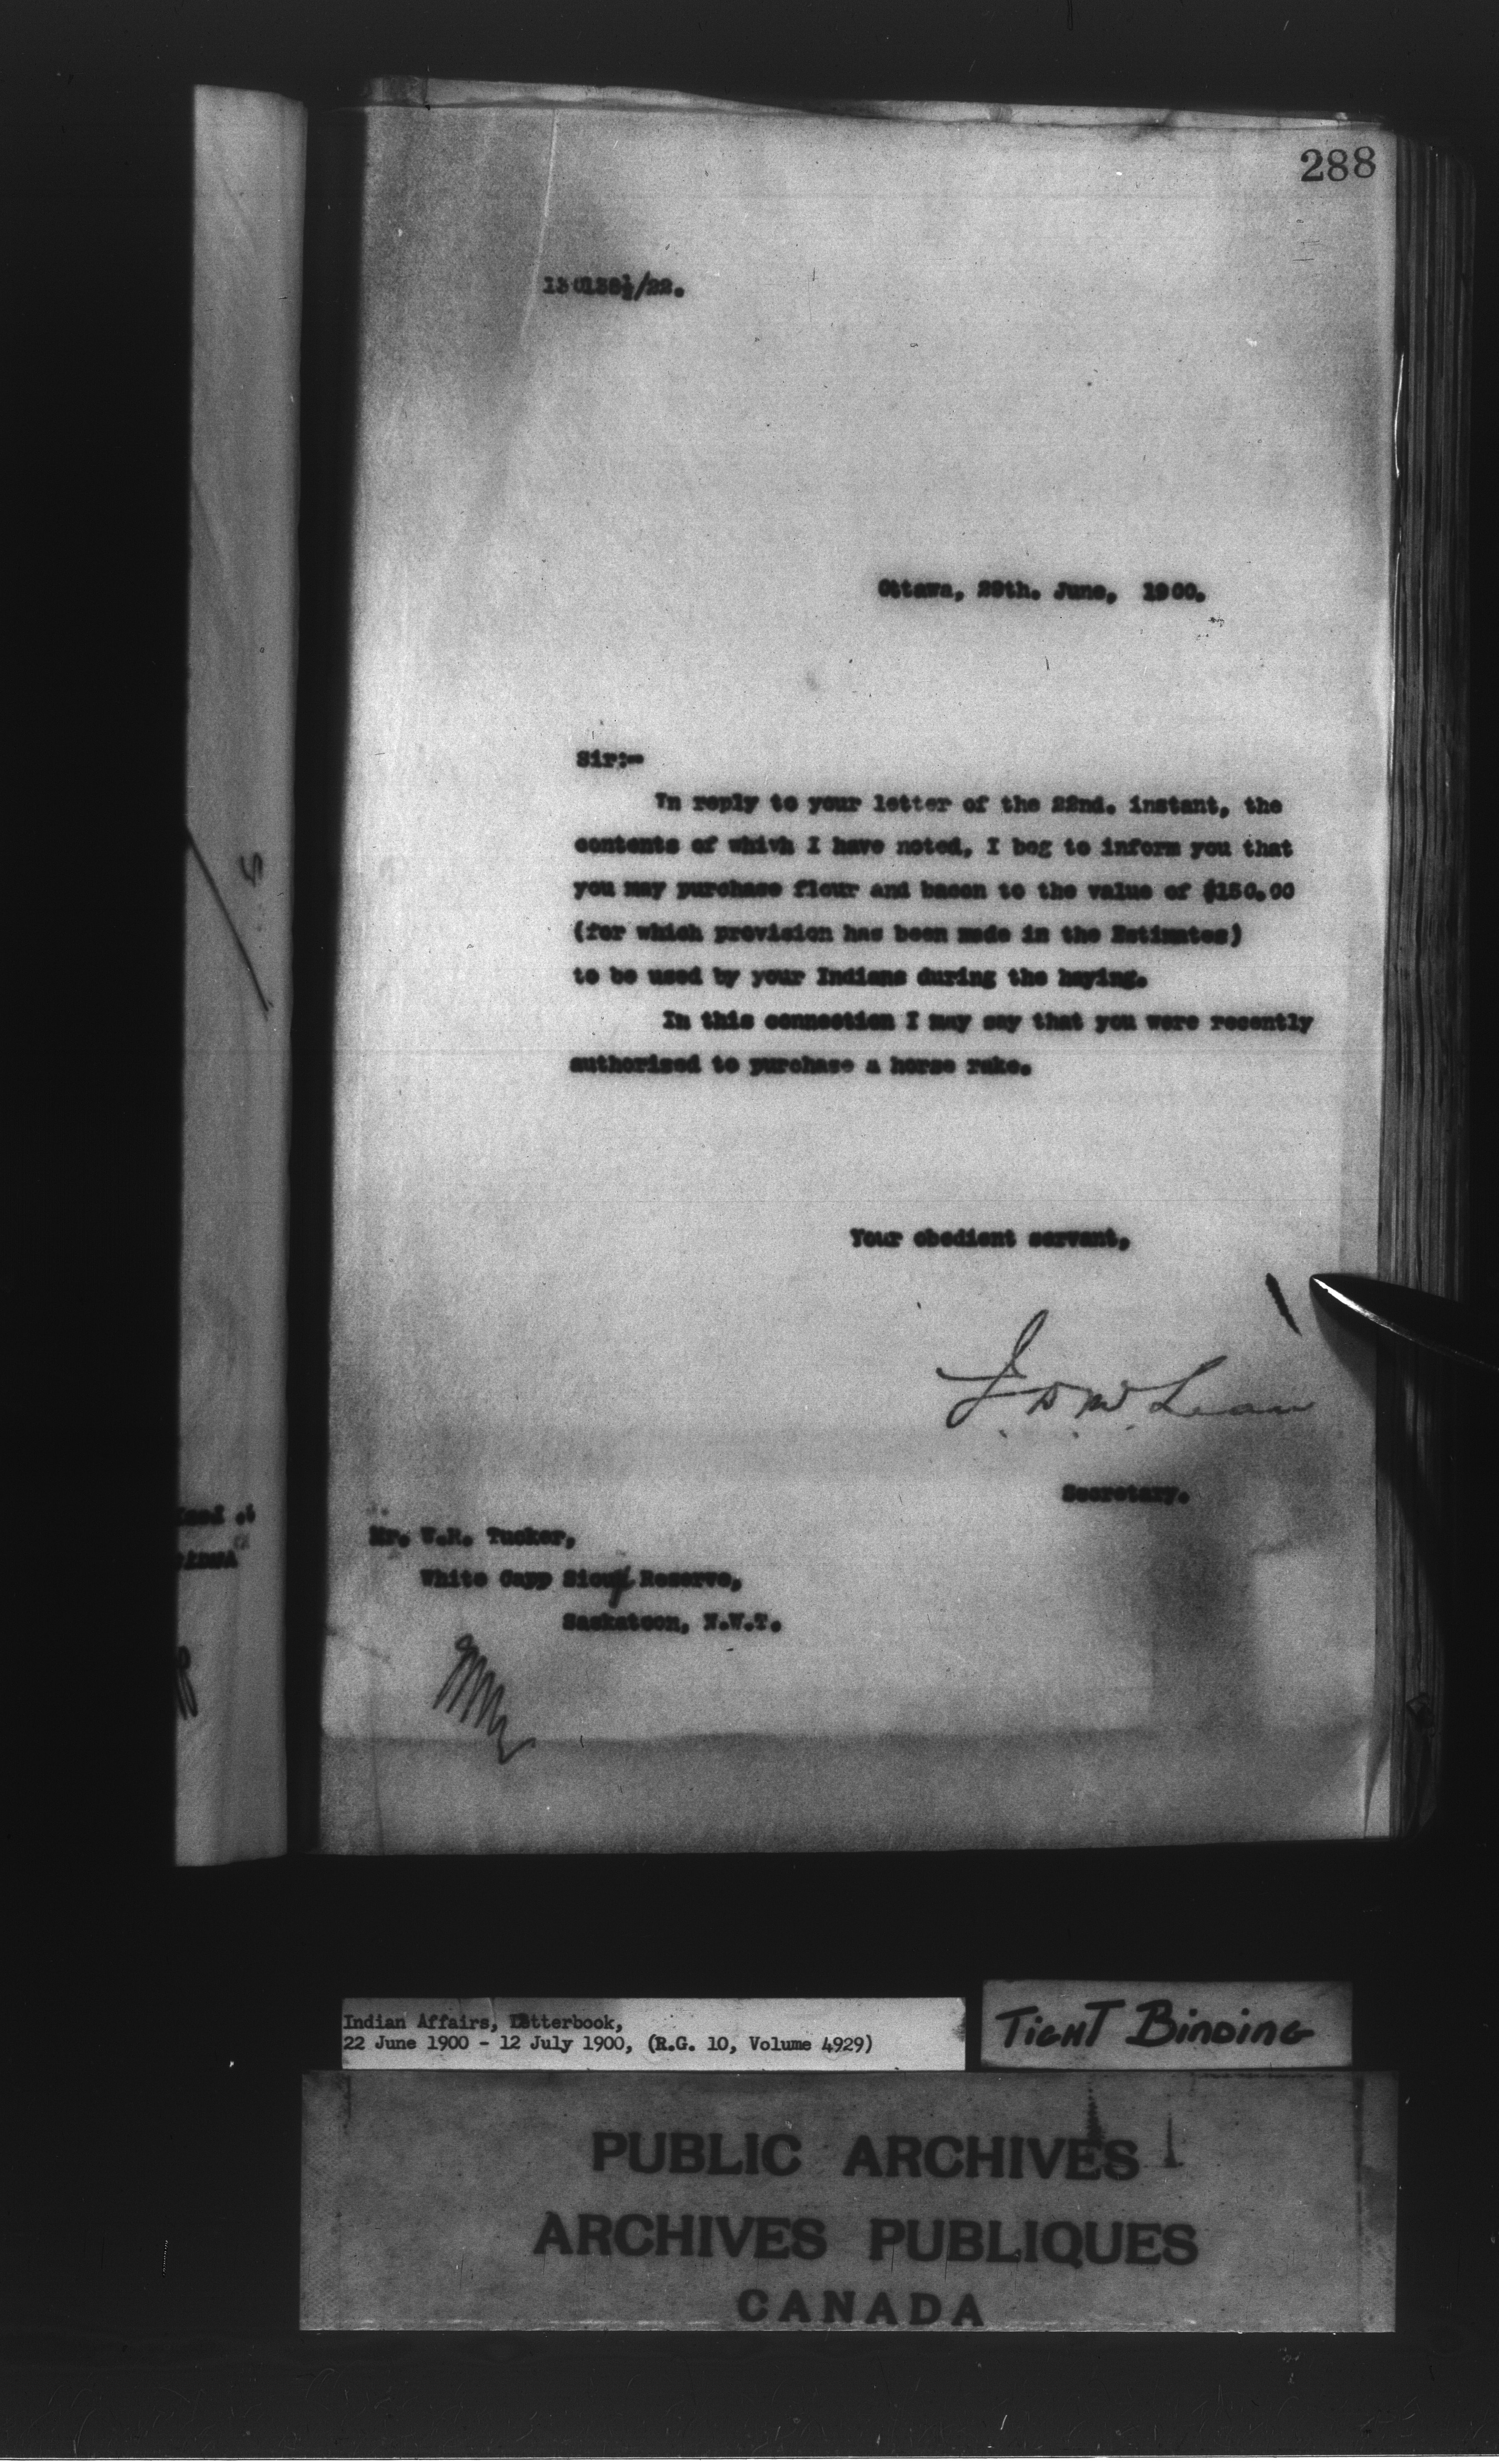 288
130138½/22.
Ottawa, 29th. June, 1900.
Sir:-
In reply to your letter of the 22nd. instant, the
contents of whivh I have noted, I beg to inform you that
you may purchase flour and bacon to the value of $150.00
(for which provision has been made in the Estimates)
to be used by your Indians during the haying.
In this connection I may say that you were recently
authorised to purchase a horse rake.
Your obedient servant,
J. D. McLean
Secretary.
Mr. W.R. Tucker,
White Capp Sioux Reserve,
Saskatoon, N.W.T.
Indian Affairs, Letterbook,
22 June 1900 - 12 July 1900, (R.G. 10, Volume 4929)
TIGHT BINDING
PUBLIC ARCHIVES
ARCHIVES PUBLIQUES
CANADA